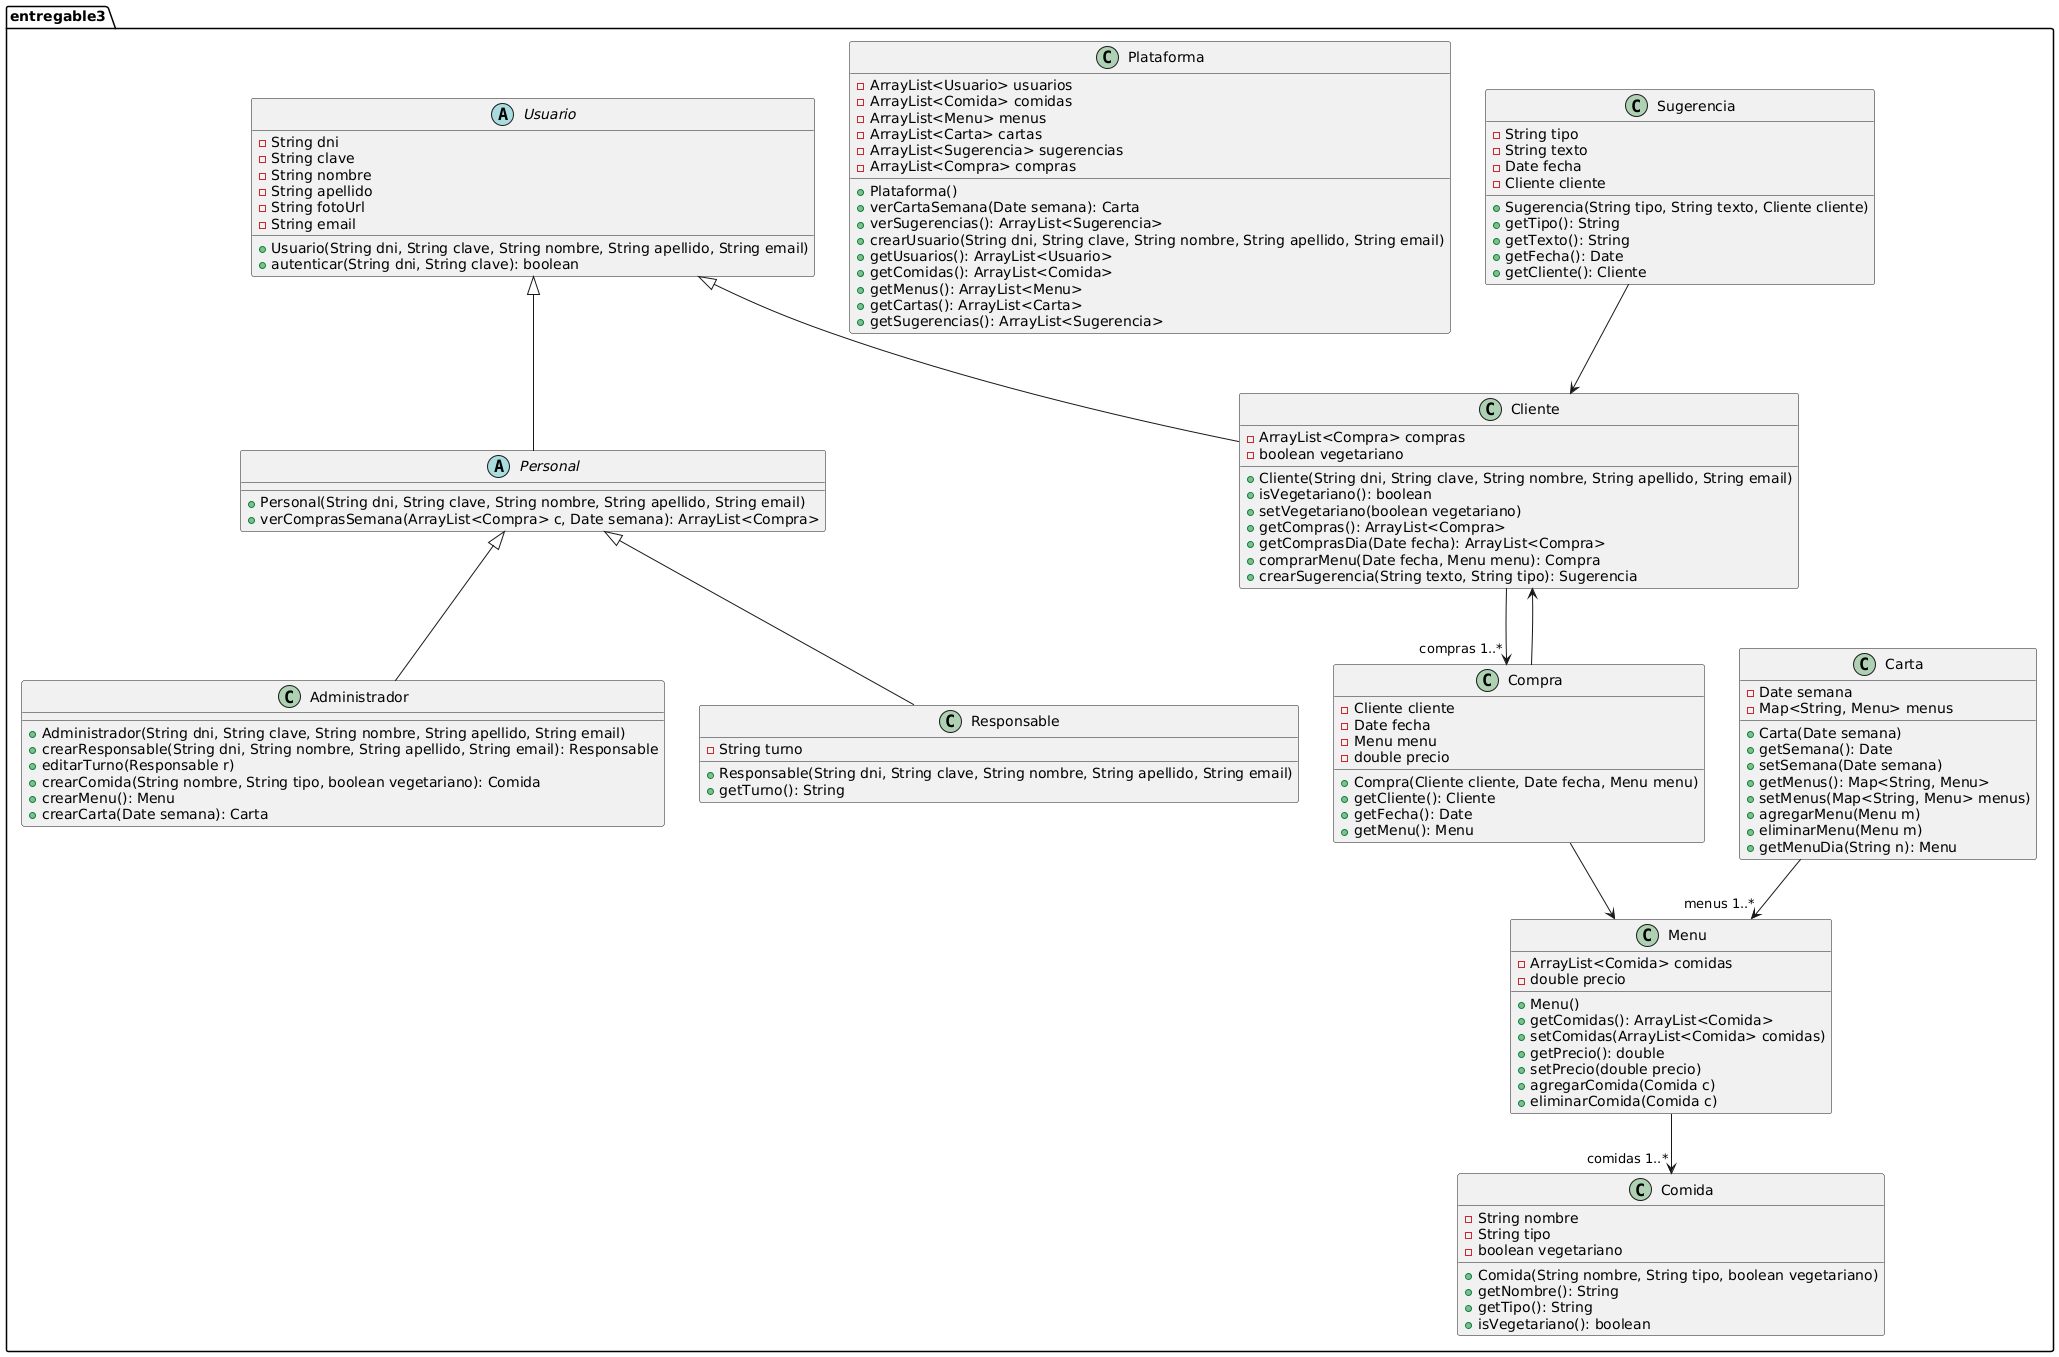 entregable3
Plataforma
ArrayList<Usuario> usuarios
ArrayList<Comida> comidas
ArrayList<Menu> menus
ArrayList<Carta> cartas
ArrayList<Sugerencia> sugerencias
ArrayList<Compra> compras
Plataforma()
verCartaSemana(Date semana): Carta
verSugerencias(): ArrayList<Sugerencia>
crearUsuario(String dni, String clave, String nombre, String apellido, String email)
getUsuarios(): ArrayList<Usuario>
getComidas(): ArrayList<Comida>
getMenus(): ArrayList<Menu>
getCartas(): ArrayList<Carta>
getSugerencias(): ArrayList<Sugerencia>
Usuario
String dni
String clave
String nombre
String apellido
String fotoUrl
String email
Usuario(String dni, String clave, String nombre, String apellido, String email)
autenticar(String dni, String clave): boolean
Sugerencia
String tipo
String texto
Date fecha
Cliente cliente
Sugerencia(String tipo, String texto, Cliente cliente)
getTipo(): String
getTexto(): String
getFecha(): Date
getCliente(): Cliente
Cliente
ArrayList<Compra> compras
boolean vegetariano
Cliente(String dni, String clave, String nombre, String apellido, String email)
isVegetariano(): boolean
setVegetariano(boolean vegetariano)
getCompras(): ArrayList<Compra>
getComprasDia(Date fecha): ArrayList<Compra>
comprarMenu(Date fecha, Menu menu): Compra
crearSugerencia(String texto, String tipo): Sugerencia
Personal
Personal(String dni, String clave, String nombre, String apellido, String email)
verComprasSemana(ArrayList<Compra> c, Date semana): ArrayList<Compra>
compras 1..*
Administrador
Administrador(String dni, String clave, String nombre, String apellido, String email)
crearResponsable(String dni, String nombre, String apellido, String email): Responsable
editarTurno(Responsable r)
crearComida(String nombre, String tipo, boolean vegetariano): Comida
crearMenu(): Menu
crearCarta(Date semana): Carta
Responsable
String turno
Responsable(String dni, String clave, String nombre, String apellido, String email)
getTurno(): String
Compra
Cliente cliente
Date fecha
Menu menu
double precio
Compra(Cliente cliente, Date fecha, Menu menu)
getCliente(): Cliente
getFecha(): Date
getMenu(): Menu
Carta
Date semana
Map<String, Menu> menus
Carta(Date semana)
getSemana(): Date
setSemana(Date semana)
getMenus(): Map<String, Menu>
setMenus(Map<String, Menu> menus)
agregarMenu(Menu m)
eliminarMenu(Menu m)
getMenuDia(String n): Menu
menus 1..*
Menu
ArrayList<Comida> comidas
double precio
Menu()
getComidas(): ArrayList<Comida>
setComidas(ArrayList<Comida> comidas)
getPrecio(): double
setPrecio(double precio)
agregarComida(Comida c)
eliminarComida(Comida c)
comidas 1..*
Comida
String nombre
String tipo
boolean vegetariano
Comida(String nombre, String tipo, boolean vegetariano)
getNombre(): String
getTipo(): String
isVegetariano(): boolean